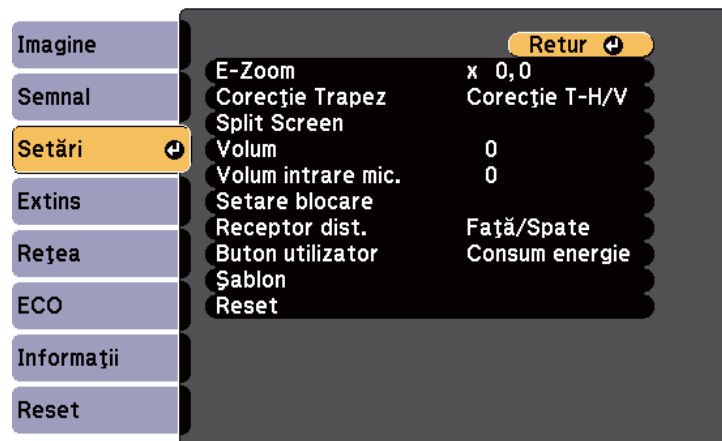 Imagine
Semnal
Setări
Extins
Reţea
ECO
Informaţii
Reset
Retur
E-Zoom x 0,0
Corecţie Trapez Corecţie T-H/V
Split Screen
Volum 0
Volum intrare mic. 0
Setare blocare
Receptor dist. Faţă/Spate
Buton utilizator Consum energie
Şablon
Reset